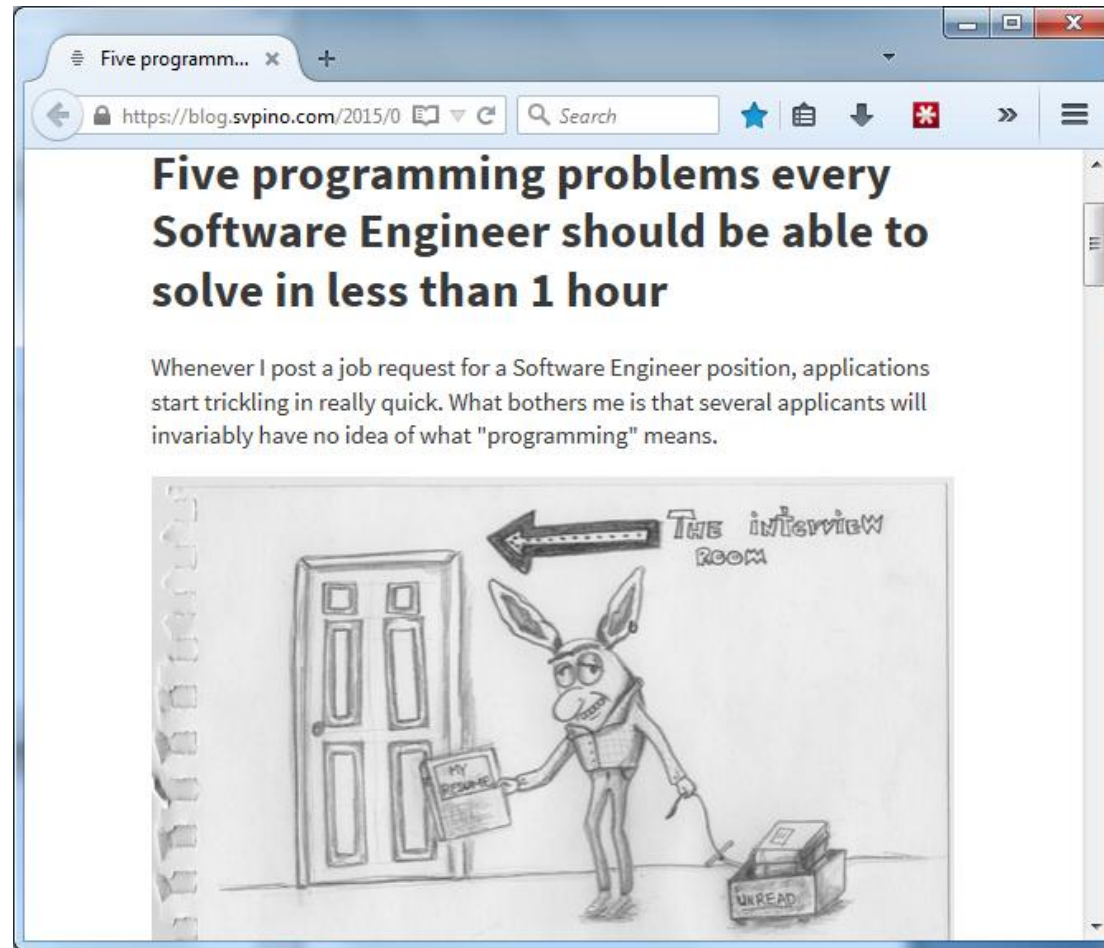 Five programm...
https://blog.svpino.com/2015/0
Search
Five programming problems every
Software Engineer should be able to
solve in less than 1 hour
Whenever I post a job request for a Software Engineer position, applications
start trickling in really quick. What bothers me is that several applicants will
invariably have no idea of what "programming" means.
THE INTERVIEW
ROOM
MY
RESUME
UNREAD